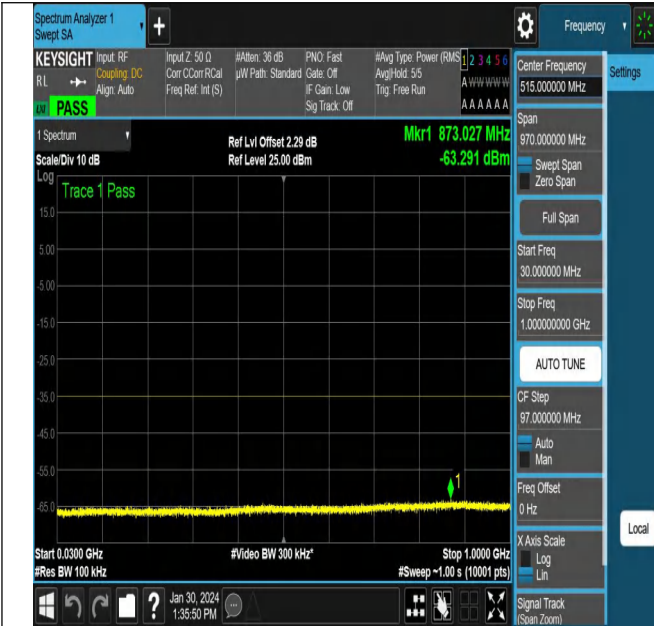 Spectrum Analyzer 1
Swept SA
+
Frequency
KEYSIGHT
RL
PASS
Input: RF
Coupling: DC
Align: Auto
Input Z: 50 Ω
Corr CCorr RCal
Freq Ref: Int (S)
#Atten: 36 dB
µW Path: Standard
PNO: Fast
Gate: Off
IF Gain: Low
Sig Track: Off
#Avg Type: Power (RMS
Avg|Hold: 5/5
Trig: Free Run
1 2 3 4 5 6
A W W W W W
A A A A A A
1 Spectrum
Scale/Div 10 dB
Log
Ref Lvl Offset 2.29 dB
Ref Level 25.00 dBm
Mkr1 873.027 MHz
-63.291 dBm
Trace 1 Pass
15.0
5.00
-5.00
-15.0
-25.0
-35.0
-45.0
-55.0
-65.0
1
Start 0.0300 GHz
#Res BW 100 kHz
#Video BW 300 kHz*
Stop 1.0000 GHz
#Sweep ~1.00 s (10001 pts)
?
Jan 30, 2024
1:35:50 PM
Center Frequency
515.000000 MHz
Settings
Span
970.000000 MHz
Swept Span
Zero Span
Full Span
Start Freq
30.000000 MHz
Stop Freq
1.000000000 GHz
AUTO TUNE
CF Step
97.000000 MHz
Auto
Man
Freq Offset
0 Hz
Local
X Axis Scale
Log
Lin
Signal Track
(Span Zoom)